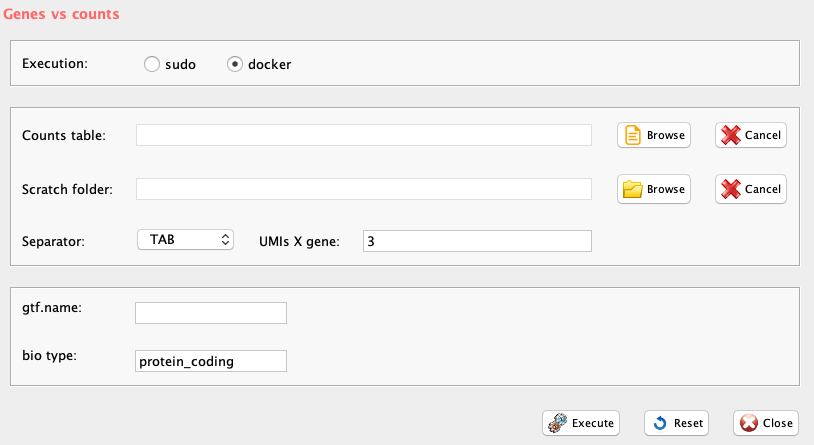 Genes vs counts
Execution: sudo docker
Counts table: Browse Cancel
Scratch folder: Browse Cancel
Separator: TAB UMIs X gene: 3
gtf.name:
bio type: protein_coding
Execute Reset Close